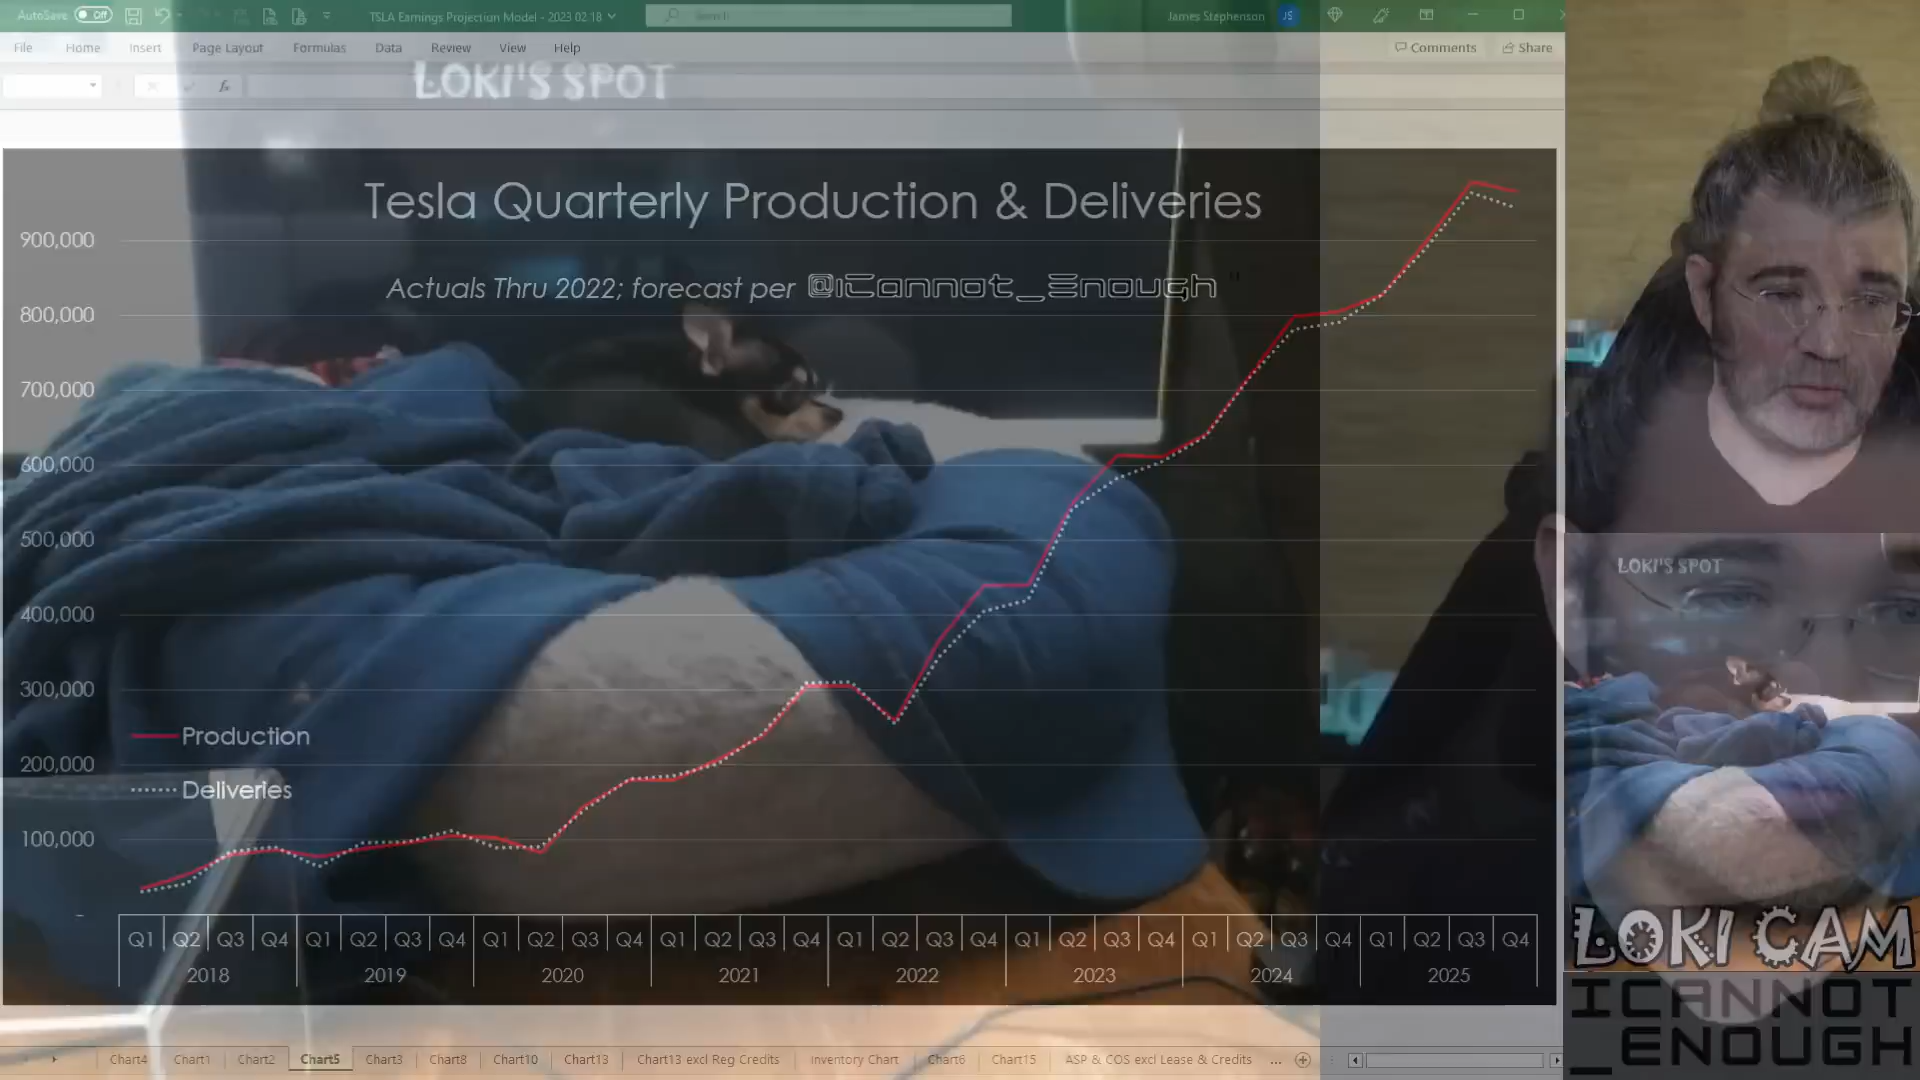 AutoSave Off TSLA Earnings Projection Model - 2023 02 18 Search James Stephenson JS
File Home Insert Page Layout Formulas Data Review View Help Comments Share
fx
LOKI'S SPOT
Tesla Quarterly Production & Deliveries
Actuals Thru 2022; forecast per @iCannot_Enough
900,000
800,000
700,000
600,000
500,000
400,000
300,000
200,000
100,000
-
Production
Deliveries
Q1 Q2 Q3 Q4 Q1 Q2 Q3 Q4 Q1 Q2 Q3 Q4 Q1 Q2 Q3 Q4 Q1 Q2 Q3 Q4 Q1 Q2 Q3 Q4 Q1 Q2 Q3 Q4 Q1 Q2 Q3 Q4
2018 2019 2020 2021 2022 2023 2024 2025
Chart4 Chart1 Chart2 Chart5 Chart3 Chart8 Chart10 Chart13 Chart13 excl Reg Credits Inventory Chart Chart6 Chart15 ASP & COS excl Lease & Credits ...
LOKI'S SPOT
LOKI CAM
ICANNOT
_ENOUGH